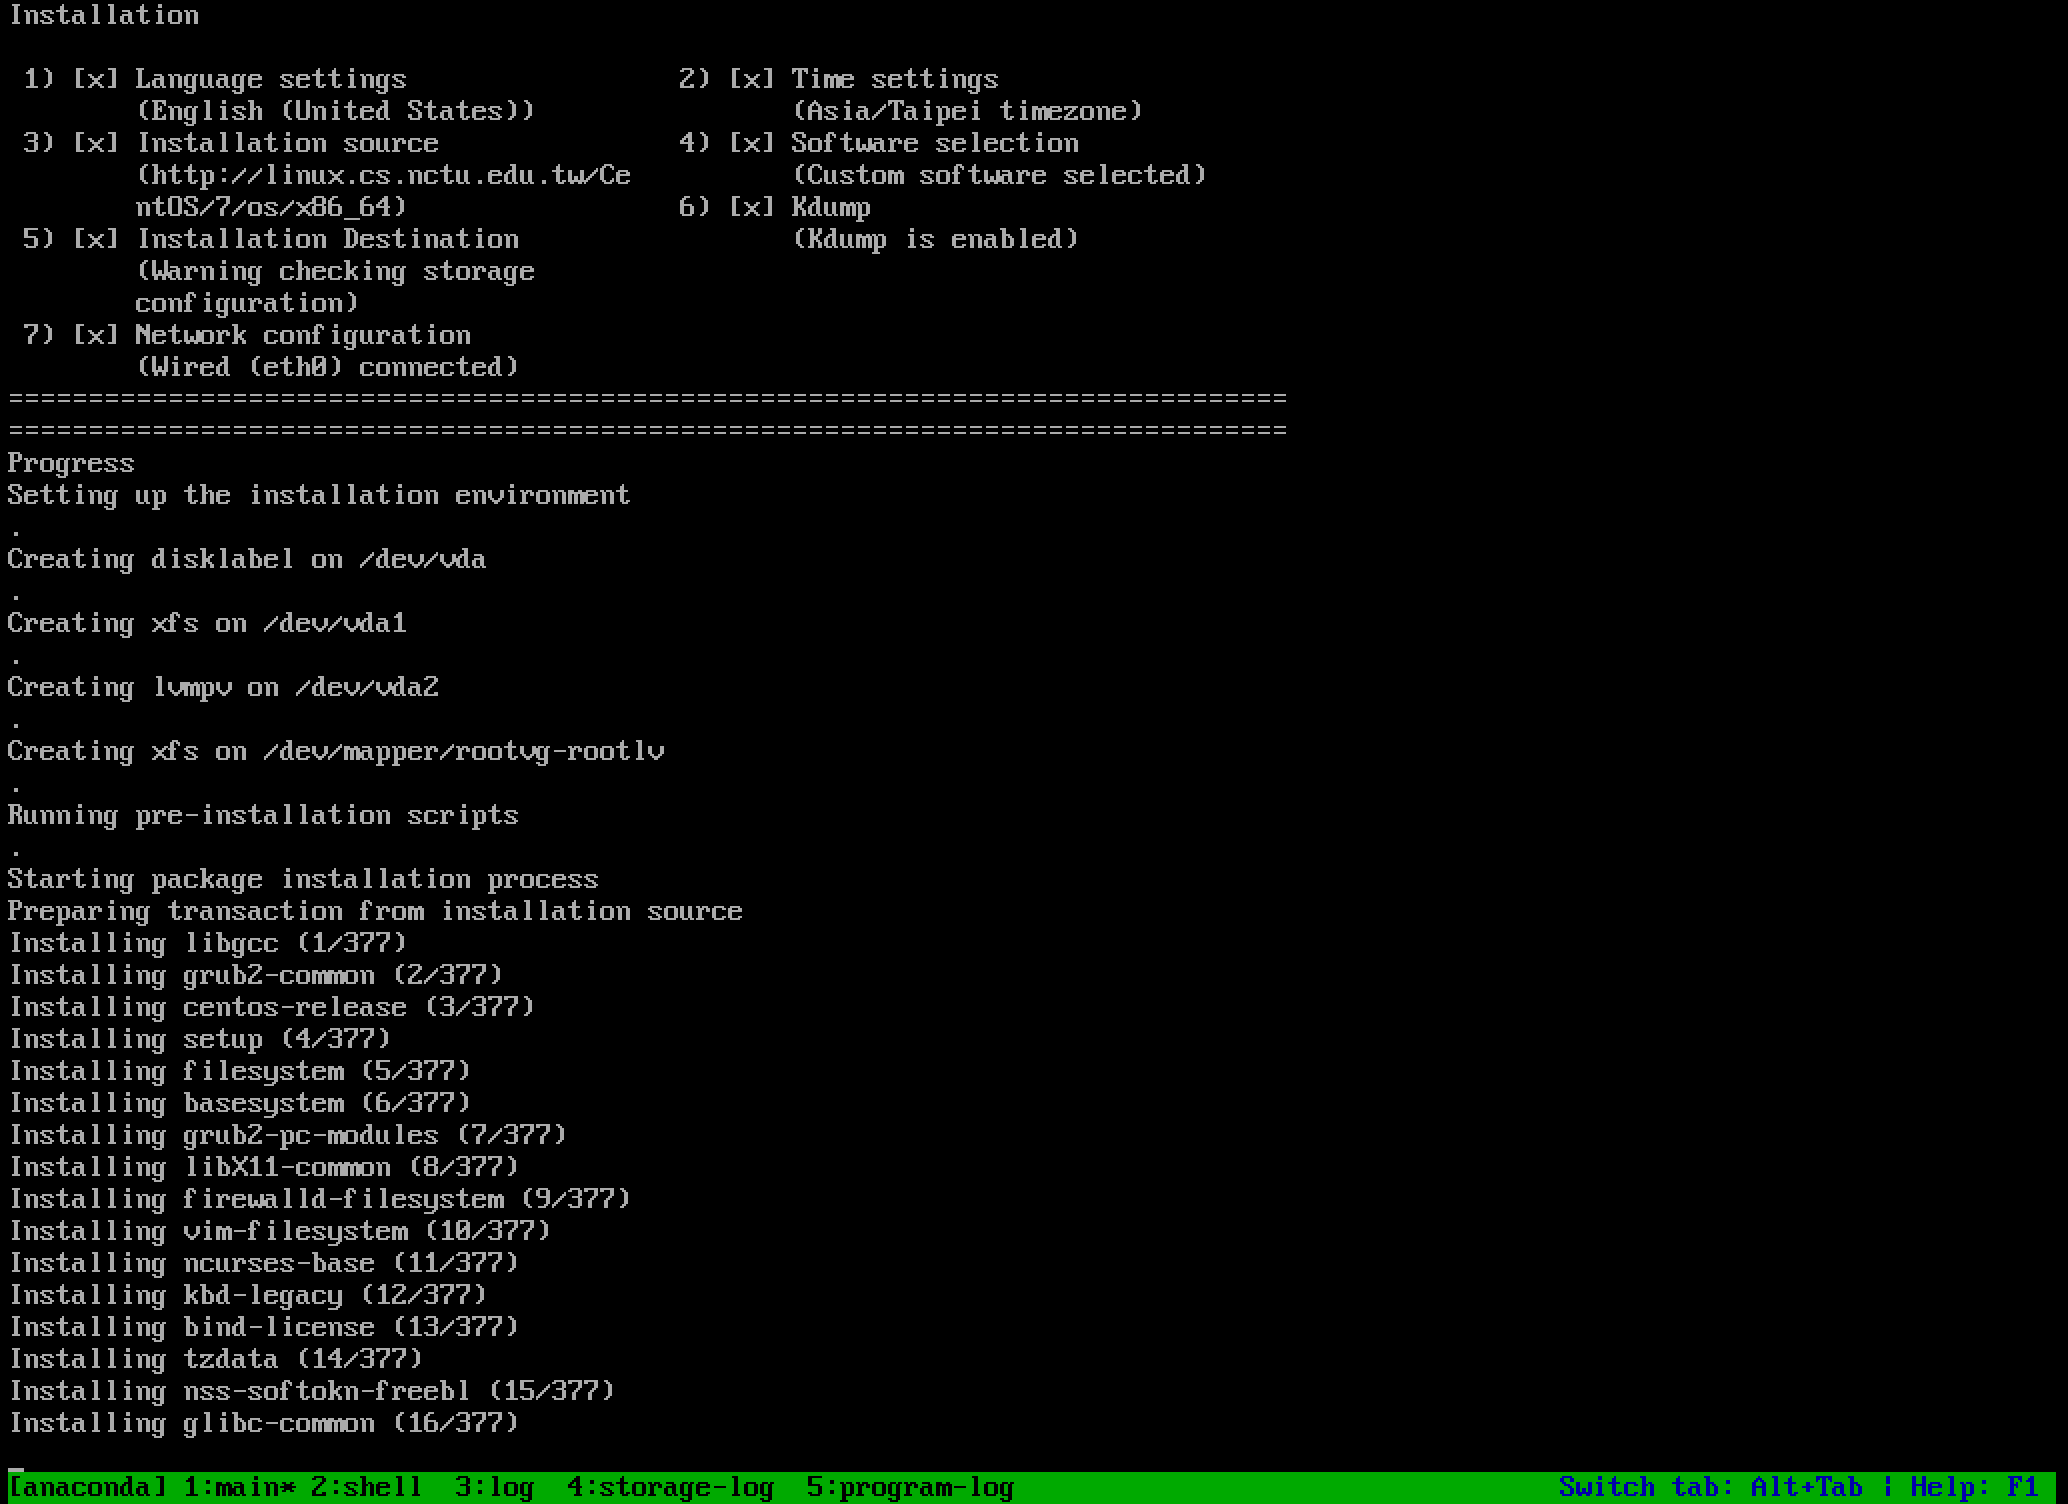 Installation
1) [x] Language settings 2) [x] Time settings
(English (United States)) (Asia/Taipei timezone)
3) [x] Installation source 4) [x] Software selection
(http://linux.cs.nctu.edu.tw/Ce (Custom software selected)
ntOS/7/os/x86_64) 6) [x] Kdump
5) [x] Installation Destination (Kdump is enabled)
(Warning checking storage
configuration)
7) [x] Network configuration
(Wired (eth0) connected)
================================================================================
================================================================================
Progress
Setting up the installation environment
.
Creating disklabel on /dev/vda
.
Creating xfs on /dev/vda1
.
Creating lvmpv on /dev/vda2
.
Creating xfs on /dev/mapper/rootvg-rootlv
.
Running pre-installation scripts
.
Starting package installation process
Preparing transaction from installation source
Installing libgcc (1/377)
Installing grub2-common (2/377)
Installing centos-release (3/377)
Installing setup (4/377)
Installing filesystem (5/377)
Installing basesystem (6/377)
Installing grub2-pc-modules (7/377)
Installing libX11-common (8/377)
Installing firewalld-filesystem (9/377)
Installing vim-filesystem (10/377)
Installing ncurses-base (11/377)
Installing kbd-legacy (12/377)
Installing bind-license (13/377)
Installing tzdata (14/377)
Installing nss-softokn-freebl (15/377)
Installing glibc-common (16/377)
[anaconda] 1:main* 2:shell 3:log 4:storage-log 5:program-log Switch tab: Alt+Tab | Help: F1